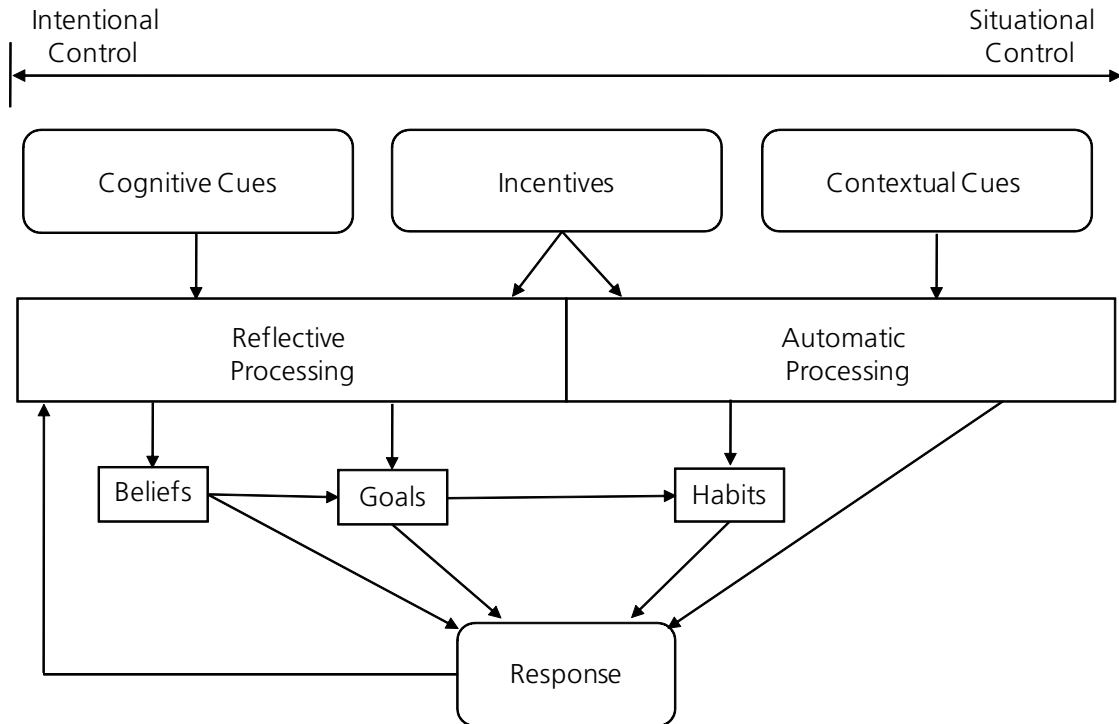 Intentional
Control
Situational
Control
Cognitive Cues
Incentives
Contextual Cues
Reflective
Processing
Automatic
Processing
Beliefs
Goals
Habits
Response